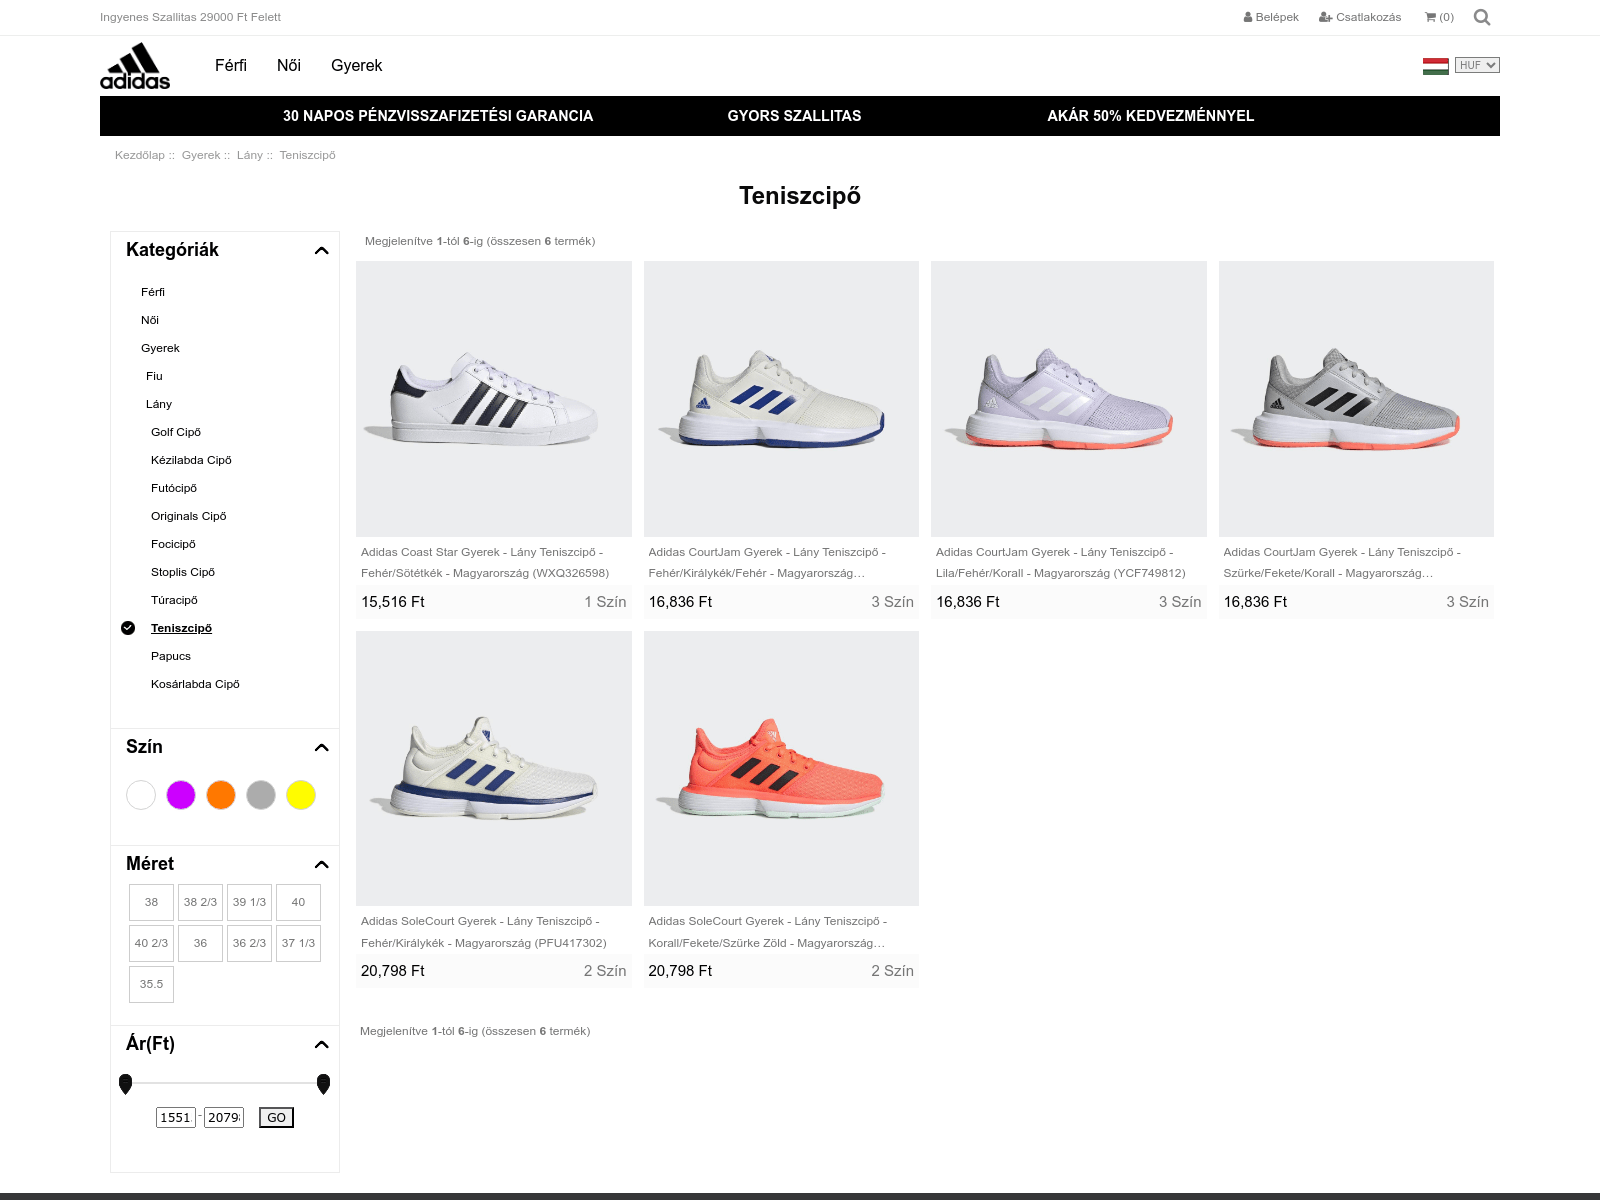 Ingyenes Szallitas 29000 Ft Felett
Belépek
Csatlakozás
(0)
adidas
Férfi
Női
Gyerek
HUF
30 NAPOS PÉNZVISSZAFIZETÉSI GARANCIA
GYORS SZALLITAS
AKÁR 50% KEDVEZMÉNNYEL
Kezdőlap :: Gyerek :: Lány :: Teniszcipő
Teniszcipő
Kategóriák
Férfi
Női
Gyerek
Fiu
Lány
Golf Cipő
Kézilabda Cipő
Futócipő
Originals Cipő
Focicipő
Stoplis Cipő
Túracipő
Teniszcipő
Papucs
Kosárlabda Cipő
Szín
Méret
38
38 2/3
39 1/3
40
40 2/3
36
36 2/3
37 1/3
35.5
Ár(Ft)
1551
-
2079
GO
Megjelenítve 1-tól 6-ig (összesen 6 termék)
Adidas Coast Star Gyerek - Lány Teniszcipő -
Fehér/Sötétkék - Magyarország (WXQ326598)
15,516 Ft
1 Szín
Adidas CourtJam Gyerek - Lány Teniszcipő -
Fehér/Királykék/Fehér - Magyarország…
16,836 Ft
3 Szín
Adidas CourtJam Gyerek - Lány Teniszcipő -
Lila/Fehér/Korall - Magyarország (YCF749812)
16,836 Ft
3 Szín
Adidas CourtJam Gyerek - Lány Teniszcipő -
Szürke/Fekete/Korall - Magyarország…
16,836 Ft
3 Szín
Adidas SoleCourt Gyerek - Lány Teniszcipő -
Fehér/Királykék - Magyarország (PFU417302)
20,798 Ft
2 Szín
Adidas SoleCourt Gyerek - Lány Teniszcipő -
Korall/Fekete/Szürke Zöld - Magyarország…
20,798 Ft
2 Szín
Megjelenítve 1-tól 6-ig (összesen 6 termék)